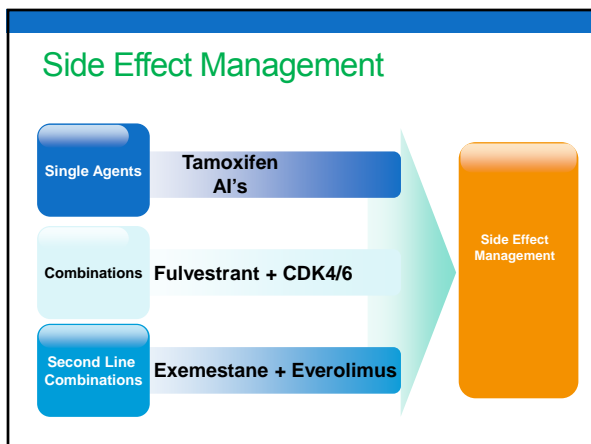 Side Effect Management
Single Agents
Tamoxifen
AI's
Combinations
Fulvestrant + CDK4/6
Second Line
Combinations
Exemestane + Everolimus
Side Effect
Management